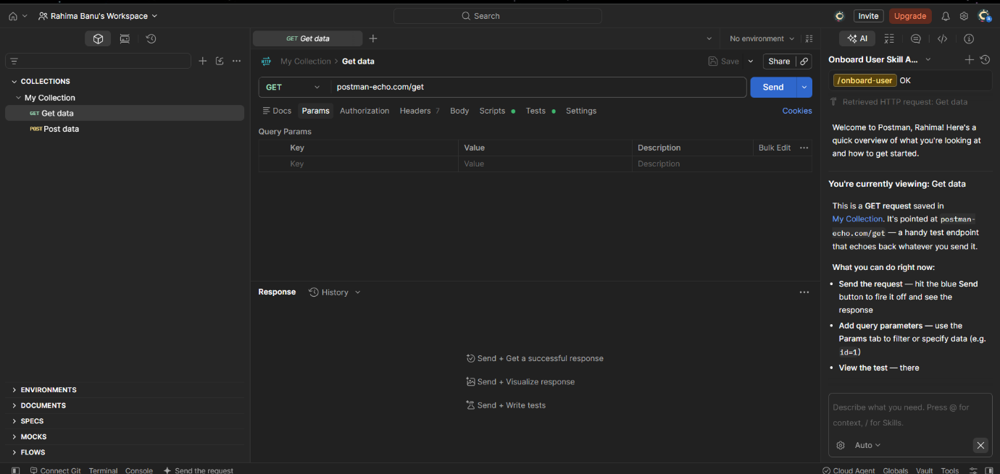 Rahima Banu's Workspace
Search
Invite
Upgrade
GET Get data
No environment
AI
COLLECTIONS
My Collection
GET Get data
POST Post data
ENVIRONMENTS
DOCUMENTS
SPECS
MOCKS
FLOWS
HTTP
My Collection > Get data
Save
Share
GET
postman-echo.com/get
Send
Docs
Params
Authorization
Headers 7
Body
Scripts
Tests
Settings
Cookies
Query Params
Key
Value
Description
Bulk Edit
Key
Value
Description
Response
History
Send + Get a successful response
Send + Visualize response
Send + Write tests
Onboard User Skill A...
/onboard-user OK
Retrieved HTTP request: Get data
Welcome to Postman, Rahima! Here's a
quick overview of what you're looking at
and how to get started.
You're currently viewing: Get data
This is a GET request saved in
My Collection. It's pointed at postman-
echo.com/get — a handy test endpoint
that echoes back whatever you send it.
What you can do right now:
• Send the request — hit the blue Send
button to fire it off and see the
response
• Add query parameters — use the
Params tab to filter or specify data (e.g.
id=1)
• View the test — there
Describe what you need. Press @ for
context, / for Skills.
Auto
Connect Git
Terminal
Console
Send the request
Cloud Agent
Globals
Vault
Tools